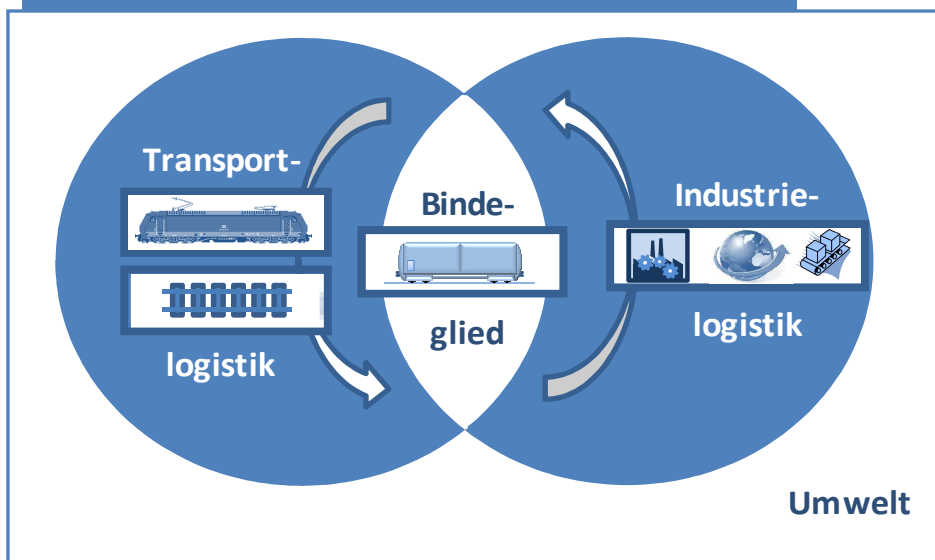 Transport-
logistik
Binde-
glied
Industrie-
logistik
Umwelt